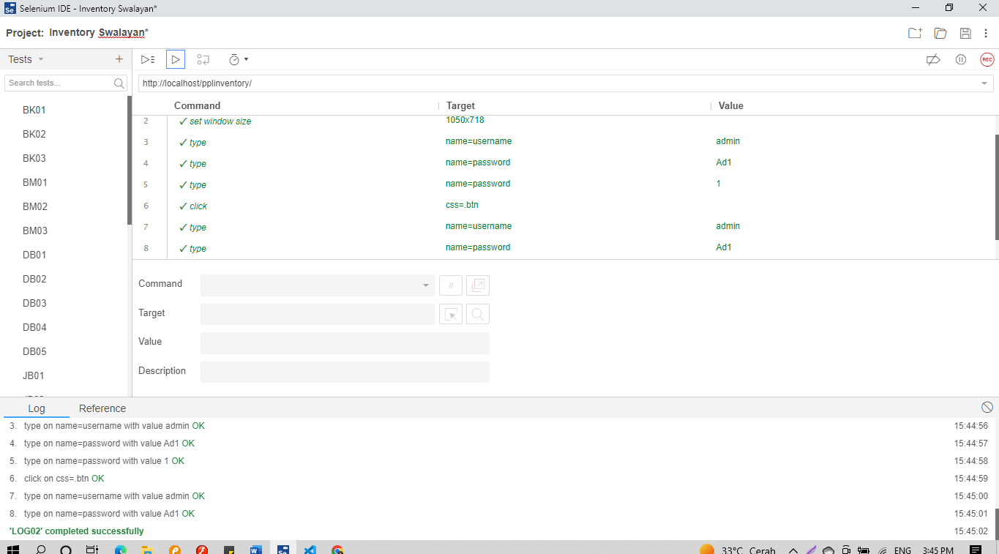 Selenium IDE - Inventory Swalayan*
Project: Inventory Swalayan*
Tests
REC
Search tests...
http://localhost/pplinventory/
Command Target Value
2 ✓ set window size 1050x718
3 ✓ type name=username admin
4 ✓ type name=password Ad1
5 ✓ type name=password 1
6 ✓ click css=.btn
7 ✓ type name=username admin
8 ✓ type name=password Ad1
BK01
BK02
BK03
BM01
BM02
BM03
DB01
DB02
DB03
DB04
DB05
JB01
Command //
Target
Value
Description
Log Reference
3. type on name=username with value admin OK 15:44:56
4. type on name=password with value Ad1 OK 15:44:57
5. type on name=password with value 1 OK 15:44:58
6. click on css=.btn OK 15:44:59
7. type on name=username with value admin OK 15:45:00
8. type on name=password with value Ad1 OK 15:45:01
'LOG02' completed successfully 15:45:02
33°C Cerah ENG 3:45 PM